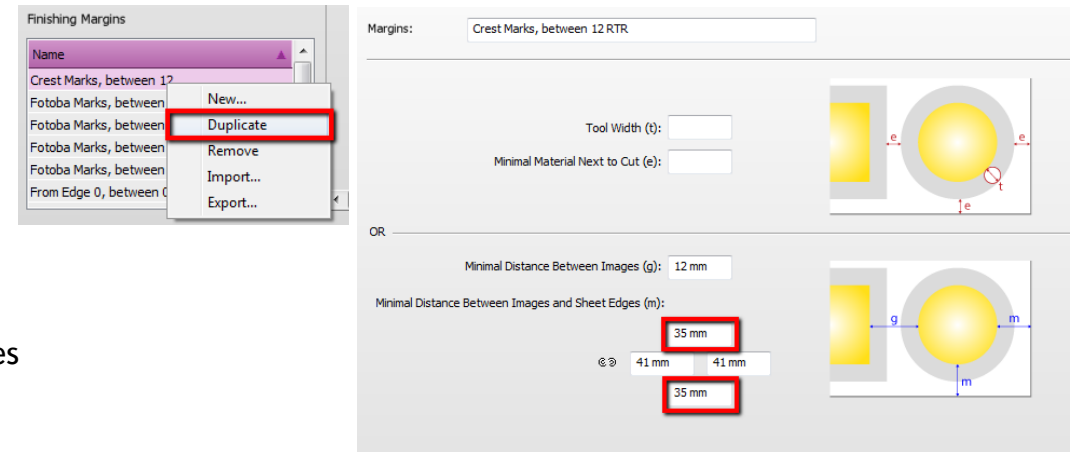 Finishing Margins
Name
Crest Marks, between 12
Fotoba Marks, between
Fotoba Marks, between
Fotoba Marks, between
Fotoba Marks, between
From Edge 0, between
New...
Duplicate
Remove
Import...
Export...
es
Margins: Crest Marks, between 12 RTR
Tool Width (t):
Minimal Material Next to Cut (e):
e e
t
e
OR
Minimal Distance Between Images (g): 12 mm
Minimal Distance Between Images and Sheet Edges (m):
35 mm
41 mm 41 mm
35 mm
g m
m